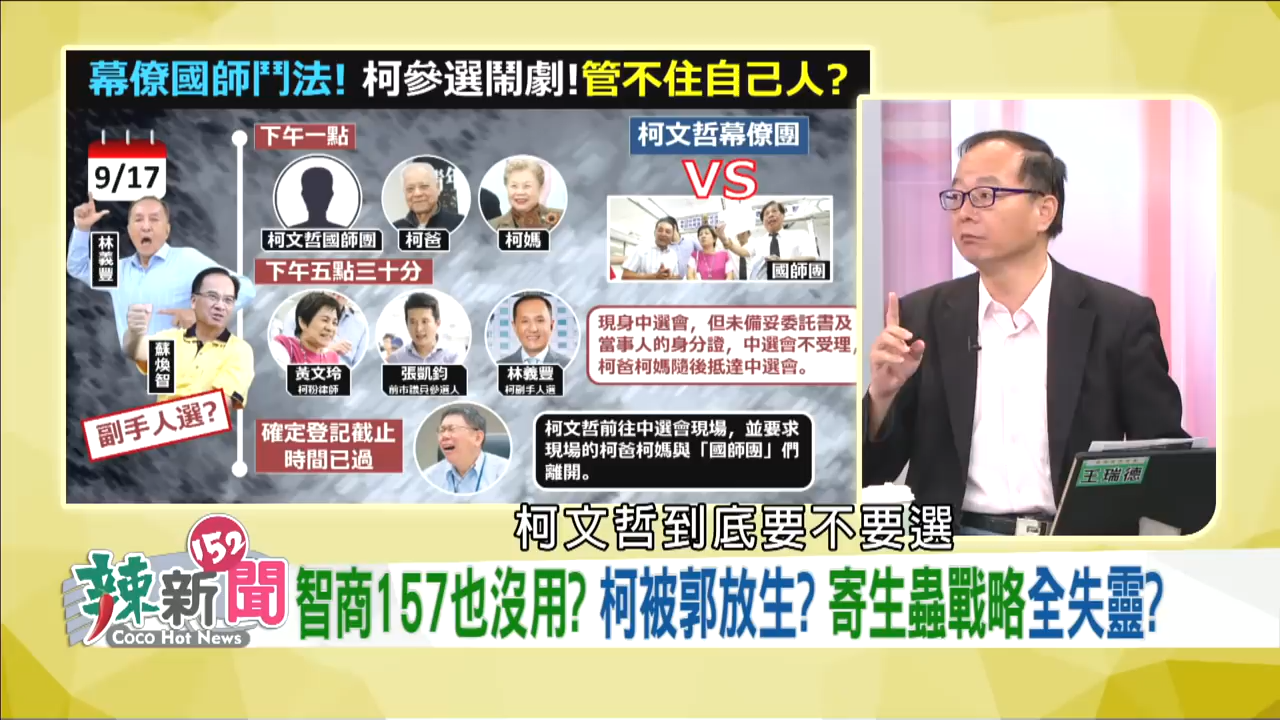 幕僚國師鬥法! 柯參選鬧劇!管不住自己人?
9/17
林義豐
蘇煥智
副手人選?
下午一點
柯文哲國師團
柯爸
柯媽
下午五點三十分
黃文玲
柯粉律師
張凱鈞
前市議員參選人
林義豐
柯副手人選
確定登記截止
時間已過
柯文哲幕僚團
VS
國師團
現身中選會，但未備妥委託書及
當事人的身分證，中選會不受理，
柯爸柯媽隨後抵達中選會。
柯文哲前往中選會現場，並要求
現場的柯爸柯媽與「國師團」們
離開。
王瑞德
柯文哲到底要不要選
152
辣新聞
Coco Hot News
智商157也沒用? 柯被郭放生? 寄生蟲戰略全失靈?